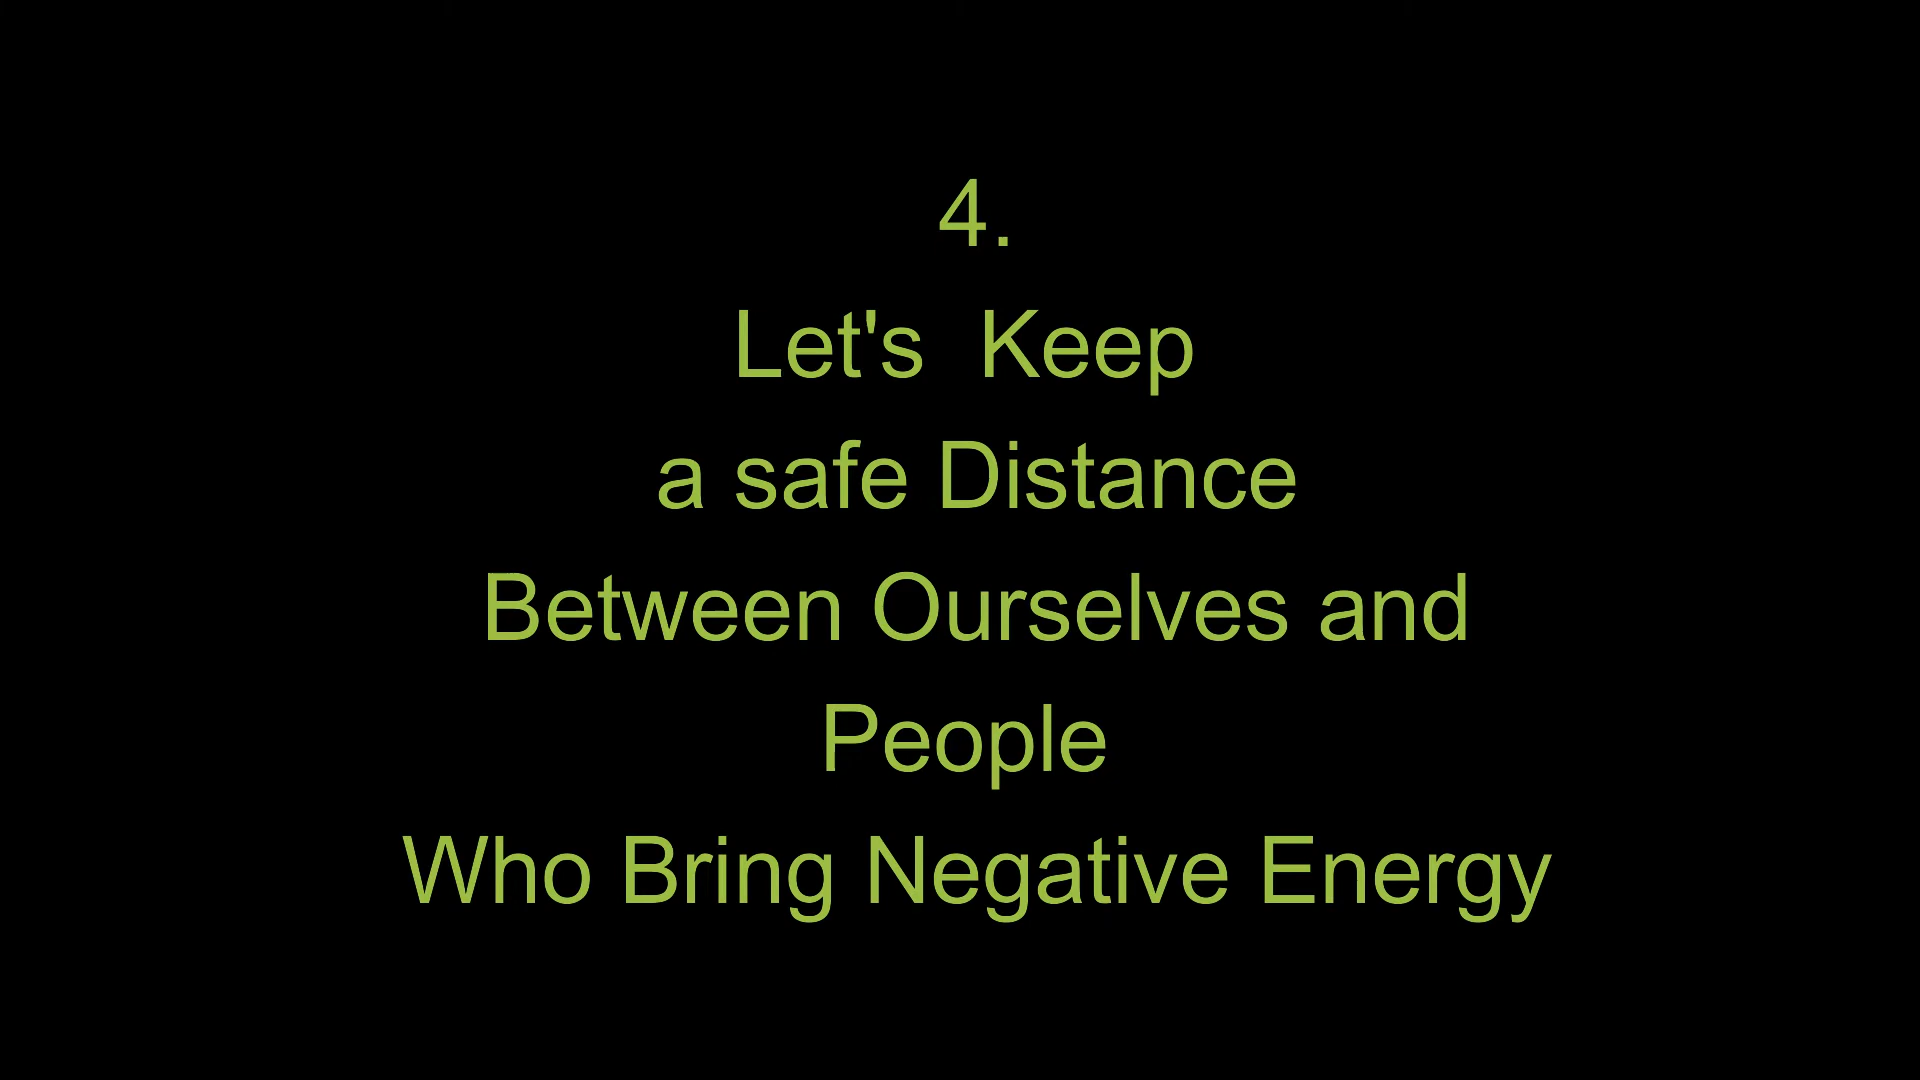 4.
Let's  Keep
a safe Distance
Between Ourselves and
People
Who Bring Negative Energy